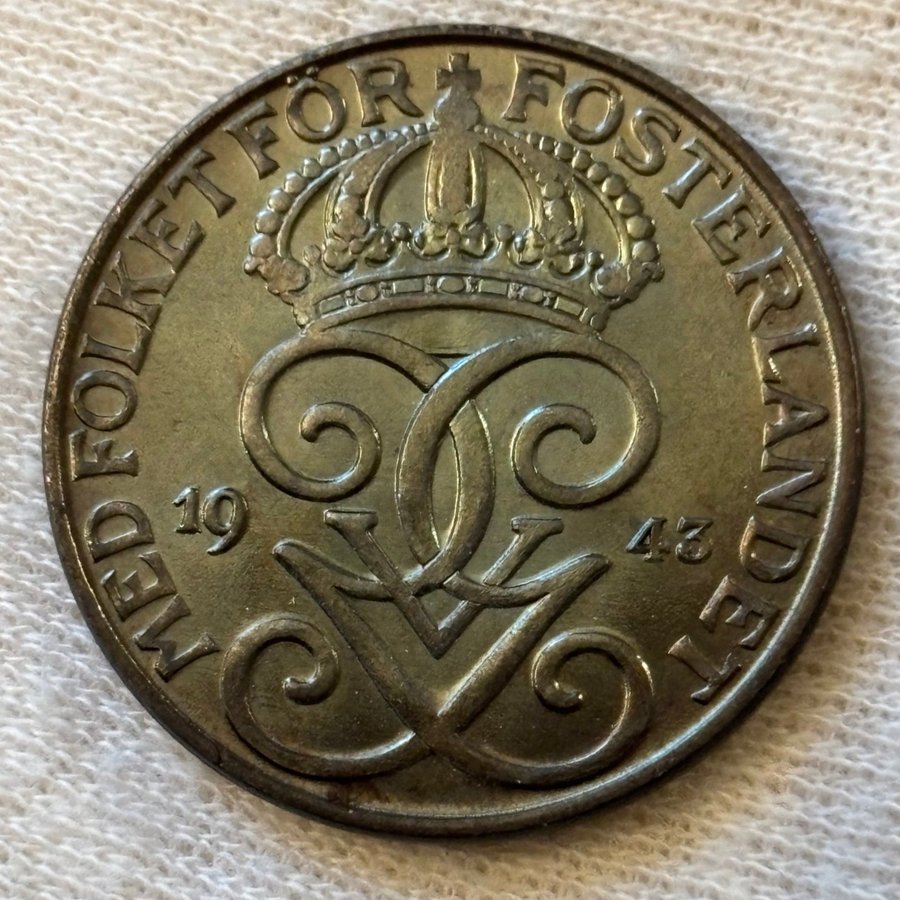 MED FOLKET FÖR FOSTERLANDET
1943